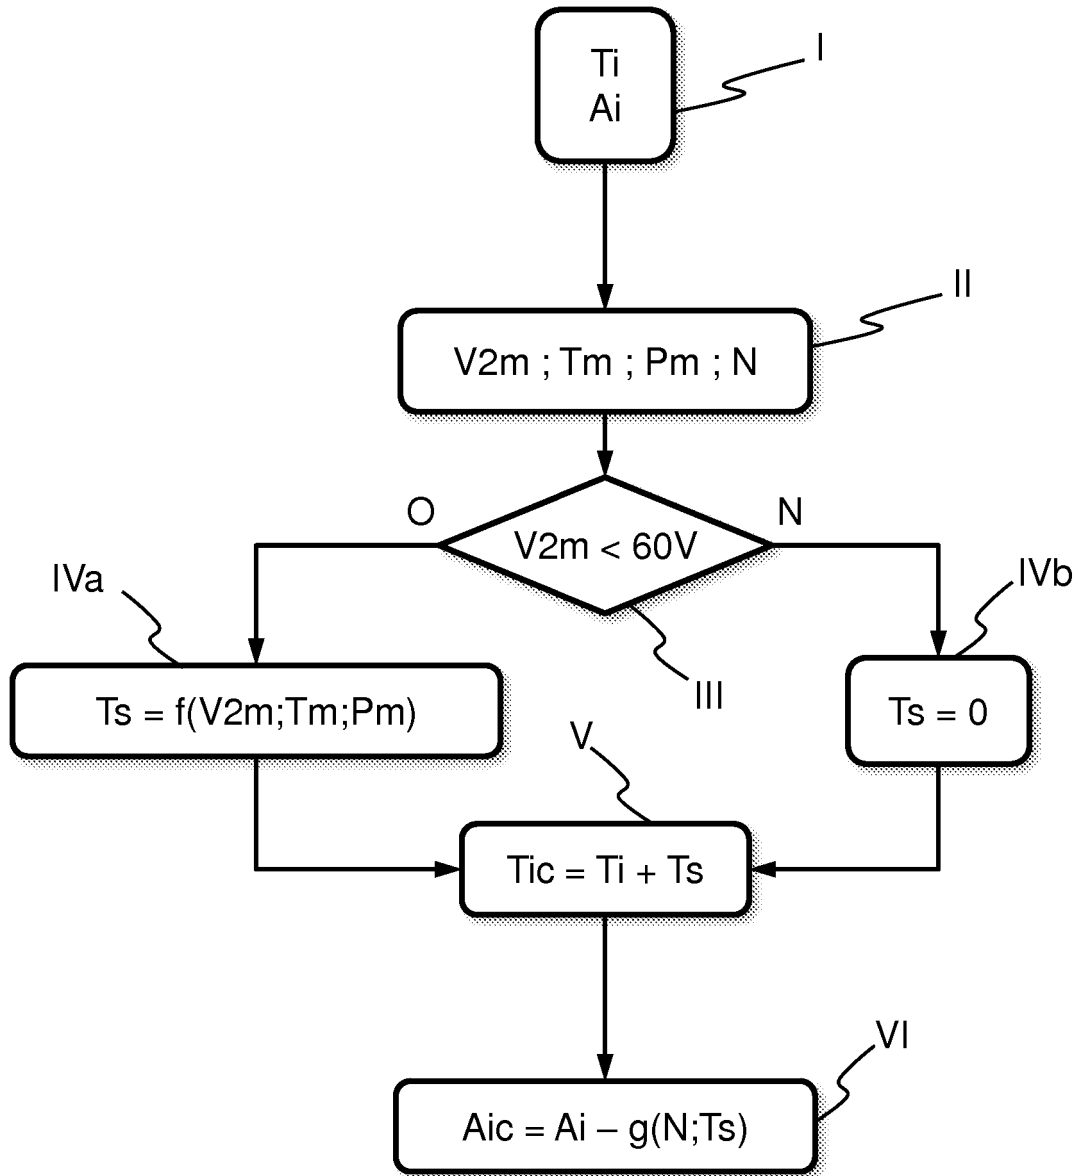 Ti
Ai
I
II
V2m ; Tm ; Pm ; N
O
N
V2m < 60V
IVa
IVb
III
Ts = f(V2m;Tm;Pm)
Ts = 0
V
Tic = Ti + Ts
VI
Aic = Ai – g(N;Ts)